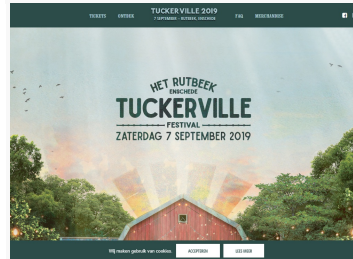 TICKETS
ONTDEK
TUCKERVILLE 2019
7 SEPTEMBER - RUTBEEK, ENSCHEDE
FAQ
MERCHANDISE
HET RUTBEEK
ENSCHEDE
TUCKERVILLE
FESTIVAL
ZATERDAG 7 SEPTEMBER 2019
Wij maken gebruik van cookies
ACCEPTEREN
LEES MEER